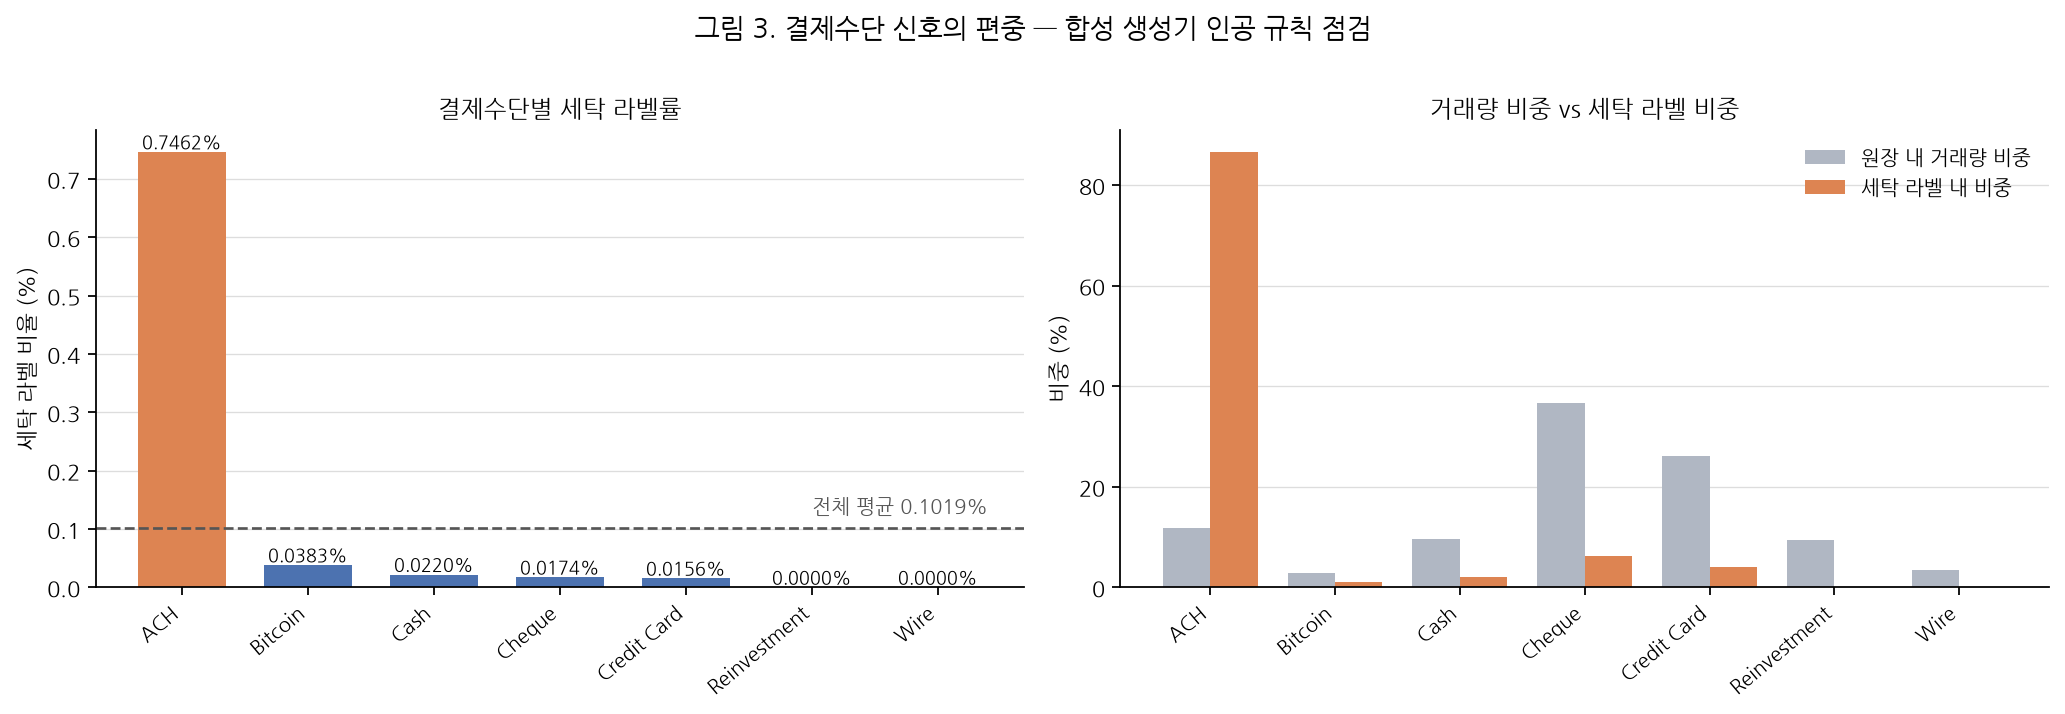 그림 3. 결제수단 신호의 편중 — 합성 생성기 인공 규칙 점검
결제수단별 세탁 라벨률
세탁 라벨 비율 (%)
0.7
0.6
0.5
0.4
0.3
0.2
0.1
0.0
0.7462%
0.0383%
0.0220%
0.0174%
0.0156%
0.0000%
0.0000%
전체 평균 0.1019%
ACH
Bitcoin
Cash
Cheque
Credit Card
Reinvestment
Wire
거래량 비중 vs 세탁 라벨 비중
비중 (%)
80
60
40
20
0
원장 내 거래량 비중
세탁 라벨 내 비중
ACH
Bitcoin
Cash
Cheque
Credit Card
Reinvestment
Wire